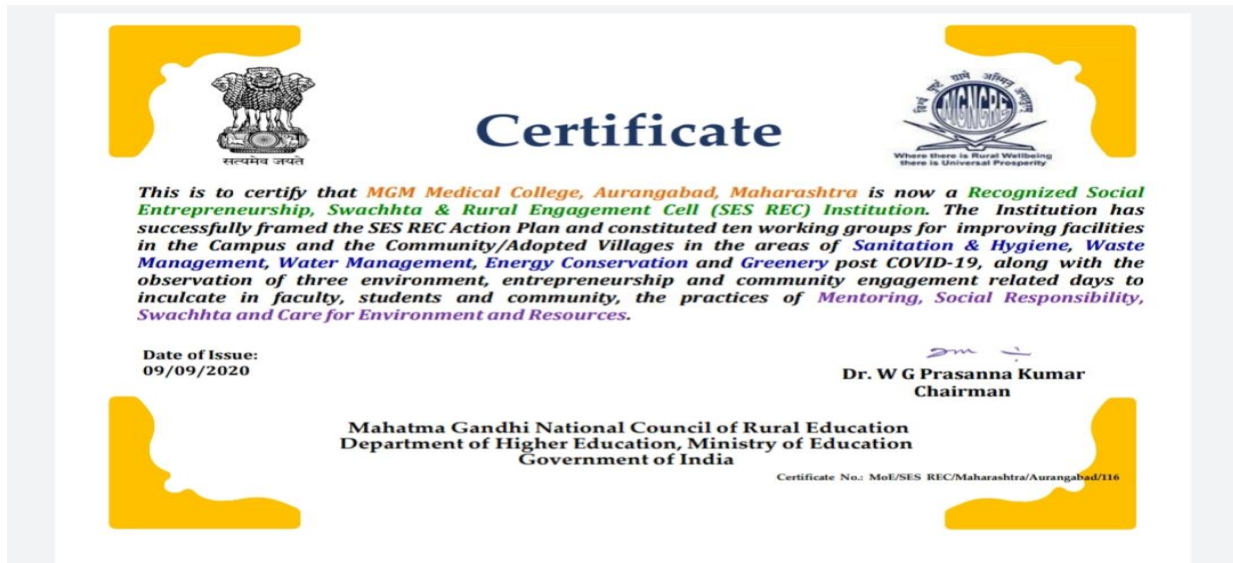 सत्यमेव जयते
MGNCRE
Where there is Rural Wellbeing
there is Universal Prosperity
Certificate
This is to certify that MGM Medical College, Aurangabad, Maharashtra is now a Recognized Social
Entrepreneurship, Swachhta & Rural Engagement Cell (SES REC) Institution. The Institution has
successfully framed the SES REC Action Plan and constituted ten working groups for improving facilities
in the Campus and the Community/Adopted Villages in the areas of Sanitation & Hygiene, Waste
Management, Water Management, Energy Conservation and Greenery post COVID-19, along with the
observation of three environment, entrepreneurship and community engagement related days to
inculcate in faculty, students and community, the practices of Mentoring, Social Responsibility,
Swachhta and Care for Environment and Resources.
Date of Issue:
09/09/2020
Dr. W G Prasanna Kumar
Chairman
Mahatma Gandhi National Council of Rural Education
Department of Higher Education, Ministry of Education
Government of India
Certificate No.: MoE/SES REC/Maharashtra/Aurangabad/116